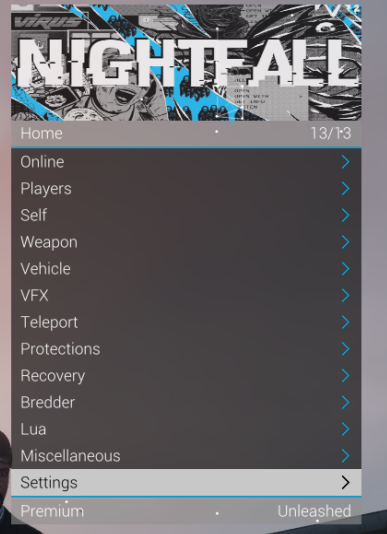 VIRUS
NIGHTFALL
Home 13/13
Online
Players
Self
Weapon
Vehicle
VFX
Teleport
Protections
Recovery
Bredder
Lua
Miscellaneous
Settings
Premium Unleashed